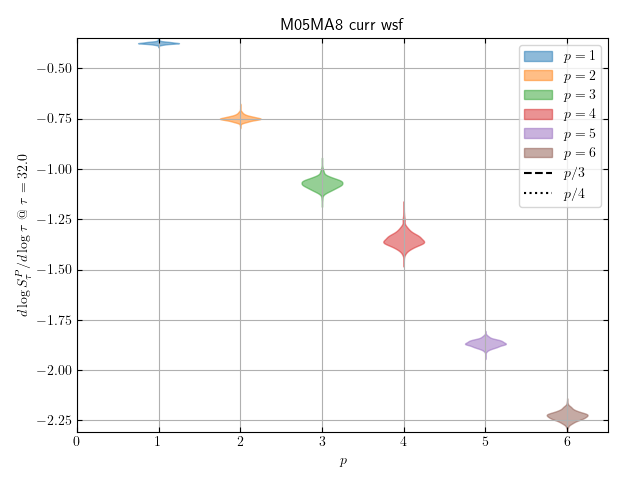 M05MA8 curr wsf
d log S_τ^P / d log τ @ τ = 32.0
−0.50
−0.75
−1.00
−1.25
−1.50
−1.75
−2.00
−2.25
p = 1
p = 2
p = 3
p = 4
p = 5
p = 6
p/3
p/4
0 1 2 3 4 5 6
p